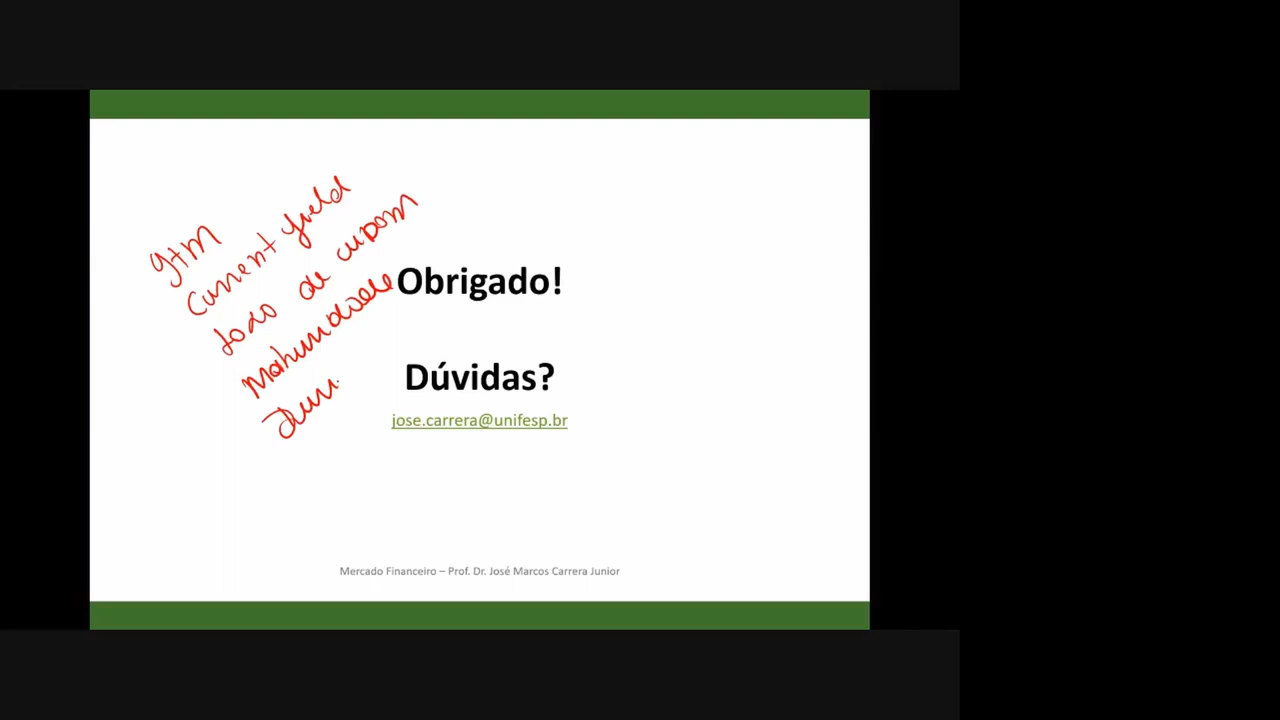 ytm
Current yield
taxa de cupom
Maturidade
Obrigado!
Dúvidas?
jose.carrera@unifesp.br
Mercado Financeiro – Prof. Dr. José Marcos Carrera Junior